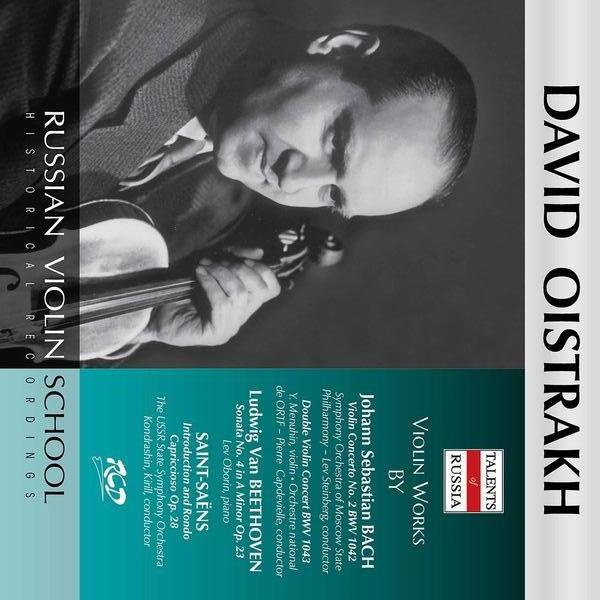 DAVID OISTRAKH
TALENTS
of
RUSSIA
VIOLIN WORKS
BY
Johann Sebastian BACH
Violin Concerto No. 2 BWV 1042
Symphony Orchestra of Moscow State
Philharmony – Lev Steinberg, conductor
Double Violin Concert BWV 1043
Y. Menuhin, violin • Orchestre national
de ORTF – Pierre Capdevielle, conductor
Ludwig Van BEETHOVEN
Sonata No. 4 in A Minor Op. 23
Lev Oborin, piano
SAINT-SAËNS
Introduction and Rondo
Capriccioso Op. 28
The USSR State Symphony Orchestra
Kondrashin, Kirill, conductor
RCD
RUSSIAN VIOLIN SCHOOL
HISTORICAL RECORDINGS